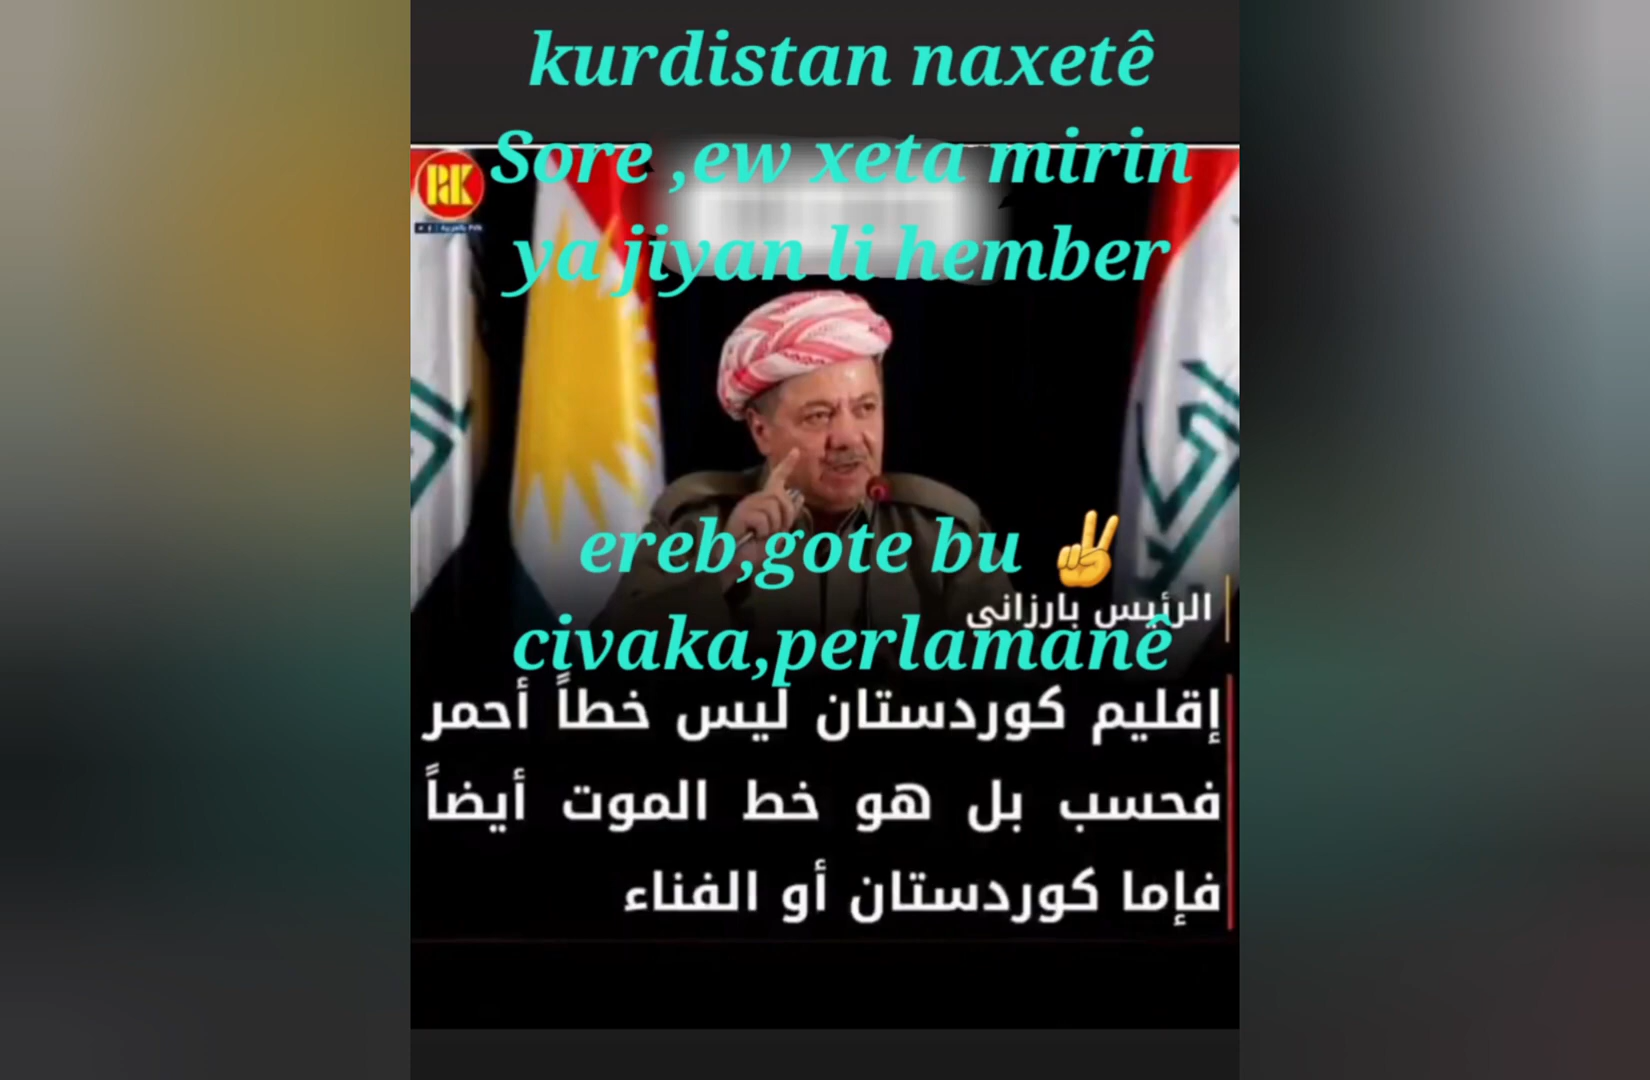 kurdistan naxetê
Sore ,ew xeta mirin
ya jiyan li hember
PdK
ereb,gote bu ✌
الرئيس بارزاني
civaka,perlamanê
إقليم كوردستان ليس خطاً أحمر
فحسب بل هو خط الموت أيضاً
فإما كوردستان أو الفناء